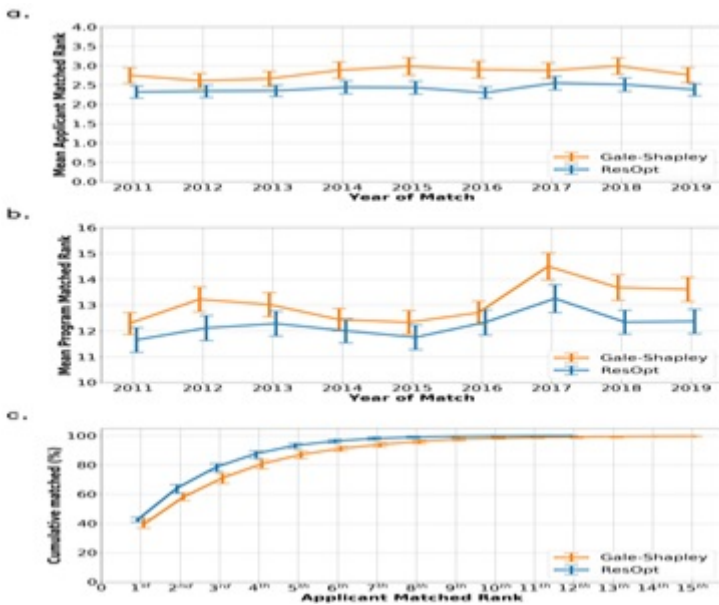 a.
Mean Applicant Matched Rank
4.0
3.5
3.0
2.5
2.0
1.5
1.0
0.5
0.0
Gale-Shapley
ResOpt
2011 2012 2013 2014 2015 2016 2017 2018 2019
Year of Match
b.
Mean Program Matched Rank
16
15
14
13
12
11
10
Gale-Shapley
ResOpt
2011 2012 2013 2014 2015 2016 2017 2018 2019
Year of Match
c.
Cumulative matched (%)
100
80
60
40
20
0
Gale-Shapley
ResOpt
0 1st 2nd 3rd 4th 5th 6th 7th 8th 9th 10th 11th 12th 13th 14th 15th
Applicant Matched Rank